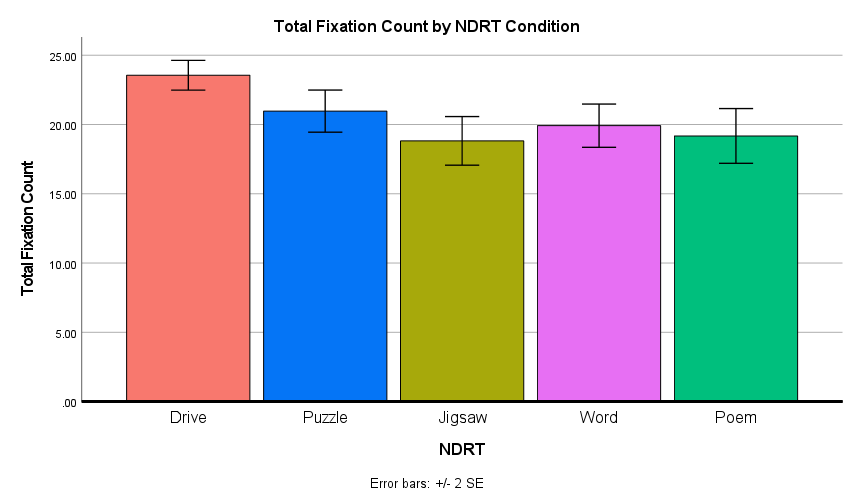 Total Fixation Count by NDRT Condition
Total Fixation Count
25.00
20.00
15.00
10.00
5.00
.00
Drive
Puzzle
Jigsaw
Word
Poem
NDRT
Error bars: +/- 2 SE